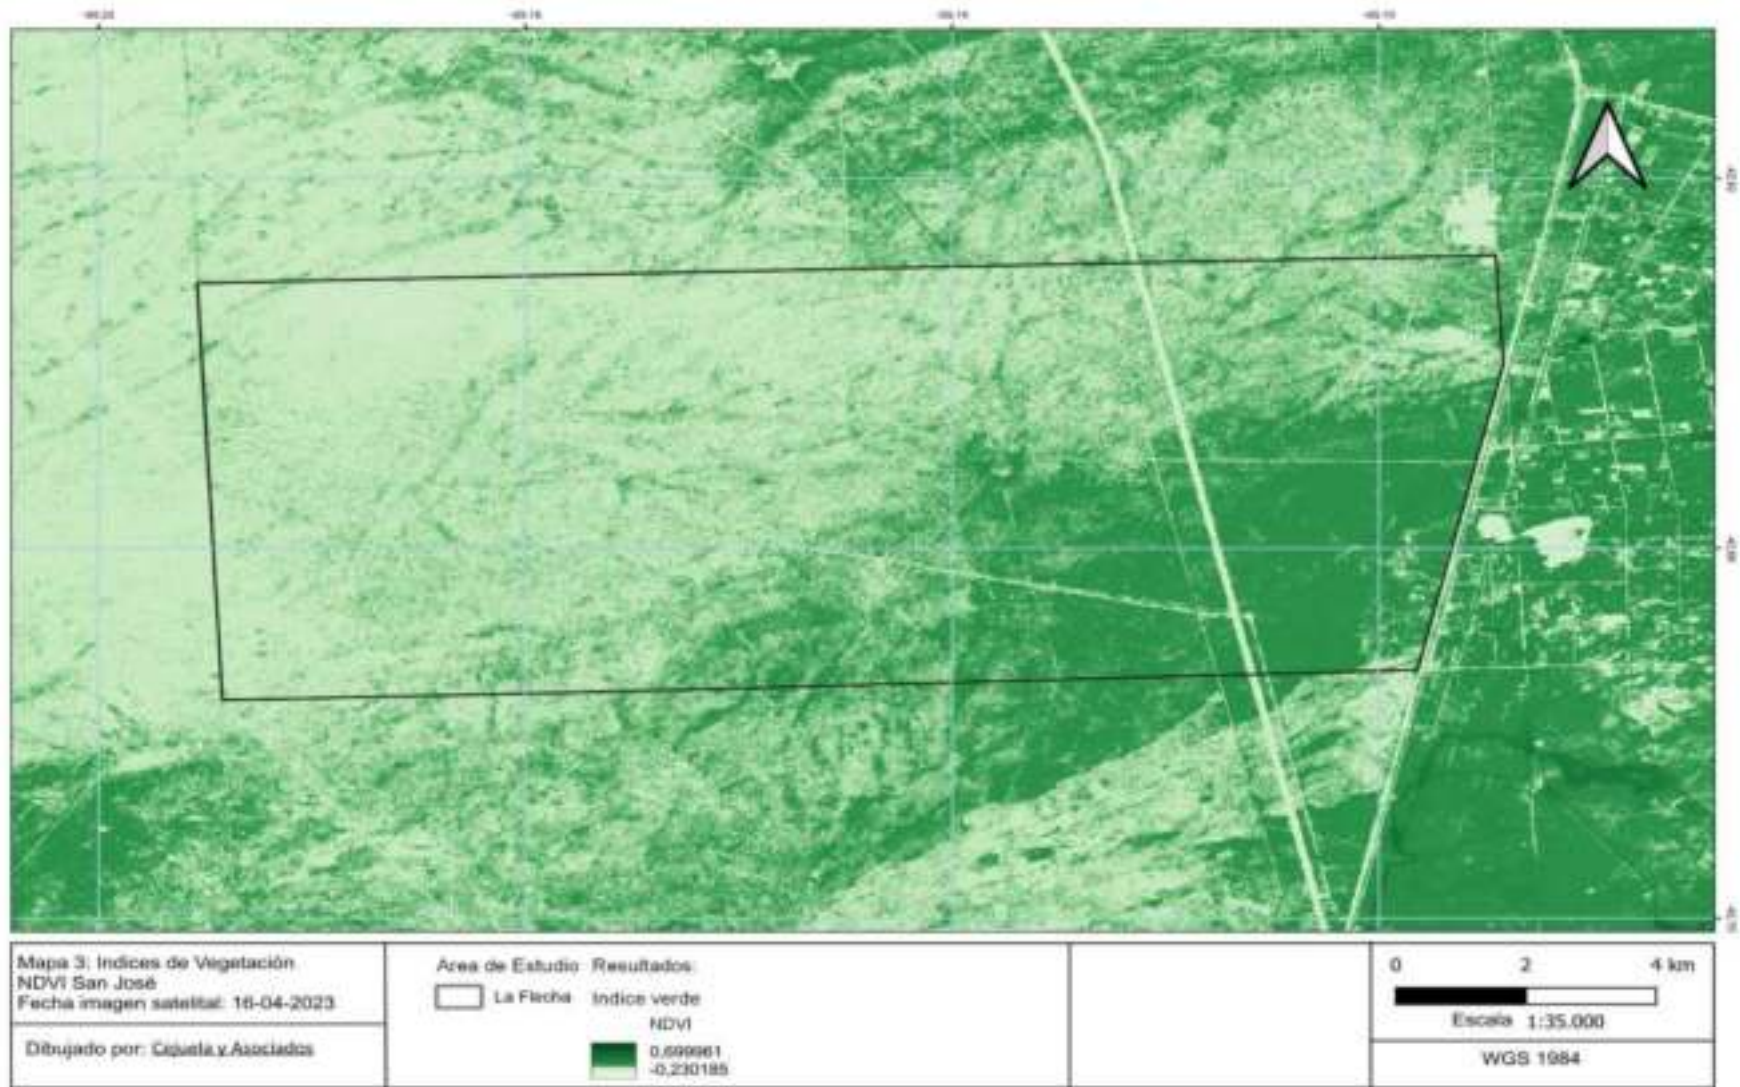 Mapa 3: Indices de Vegetación
NDVI San José
Fecha imagen satelital: 16-04-2023
Dibujado por: Cejuela y Asociados
Area de Estudio
La Flecha
Resultados:
Indice verde
NDVI
0,699961
-0,230185
0 2 4 km
Escala 1:35.000
WGS 1984